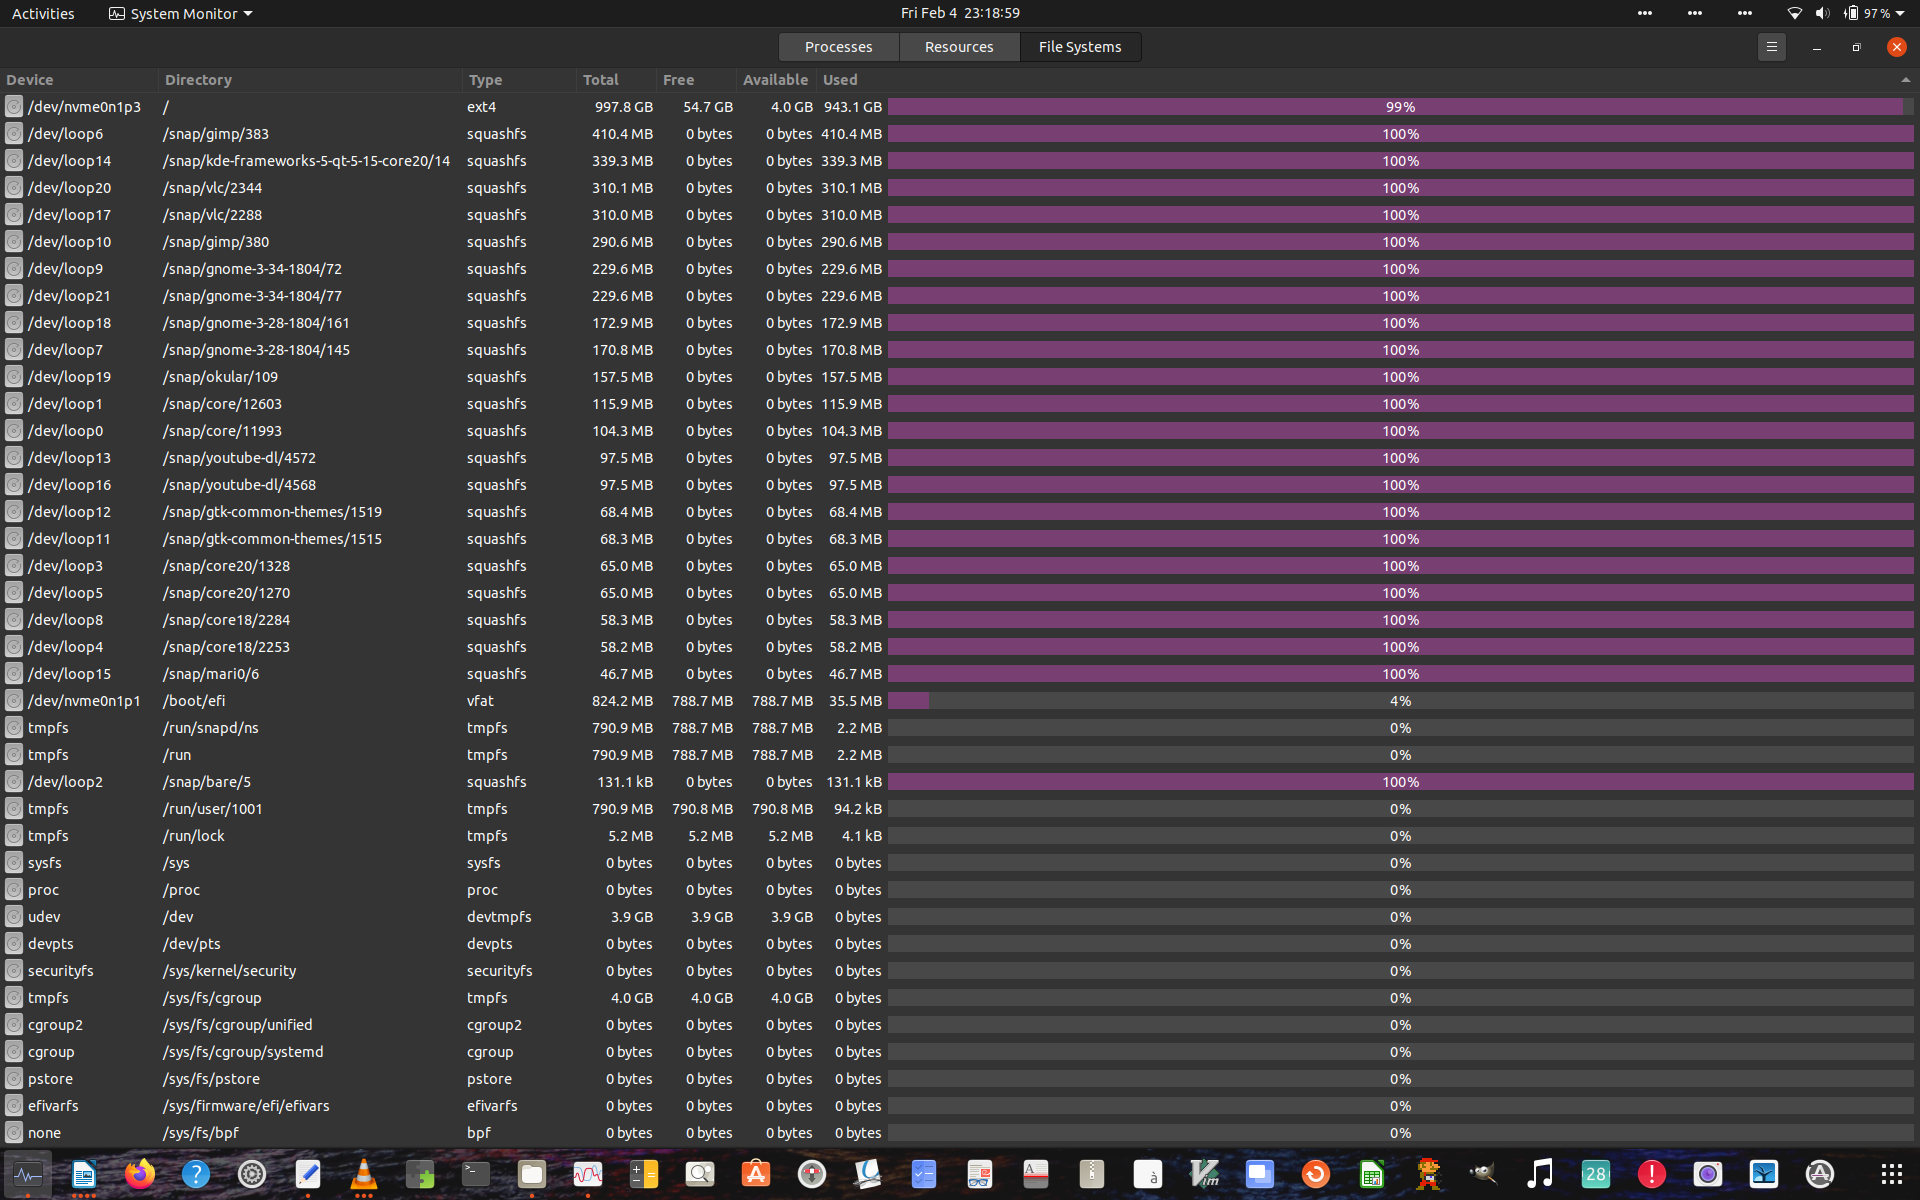 Activities System Monitor Fri Feb 4 23:18:59 97 %
Processes Resources File Systems
Device Directory Type Total Free Available Used
/dev/nvme0n1p3 / ext4 997.8 GB 54.7 GB 4.0 GB 943.1 GB 99%
/dev/loop6 /snap/gimp/383 squashfs 410.4 MB 0 bytes 0 bytes 410.4 MB 100%
/dev/loop14 /snap/kde-frameworks-5-qt-5-15-core20/14 squashfs 339.3 MB 0 bytes 0 bytes 339.3 MB 100%
/dev/loop20 /snap/vlc/2344 squashfs 310.1 MB 0 bytes 0 bytes 310.1 MB 100%
/dev/loop17 /snap/vlc/2288 squashfs 310.0 MB 0 bytes 0 bytes 310.0 MB 100%
/dev/loop10 /snap/gimp/380 squashfs 290.6 MB 0 bytes 0 bytes 290.6 MB 100%
/dev/loop9 /snap/gnome-3-34-1804/72 squashfs 229.6 MB 0 bytes 0 bytes 229.6 MB 100%
/dev/loop21 /snap/gnome-3-34-1804/77 squashfs 229.6 MB 0 bytes 0 bytes 229.6 MB 100%
/dev/loop18 /snap/gnome-3-28-1804/161 squashfs 172.9 MB 0 bytes 0 bytes 172.9 MB 100%
/dev/loop7 /snap/gnome-3-28-1804/145 squashfs 170.8 MB 0 bytes 0 bytes 170.8 MB 100%
/dev/loop19 /snap/okular/109 squashfs 157.5 MB 0 bytes 0 bytes 157.5 MB 100%
/dev/loop1 /snap/core/12603 squashfs 115.9 MB 0 bytes 0 bytes 115.9 MB 100%
/dev/loop0 /snap/core/11993 squashfs 104.3 MB 0 bytes 0 bytes 104.3 MB 100%
/dev/loop13 /snap/youtube-dl/4572 squashfs 97.5 MB 0 bytes 0 bytes 97.5 MB 100%
/dev/loop16 /snap/youtube-dl/4568 squashfs 97.5 MB 0 bytes 0 bytes 97.5 MB 100%
/dev/loop12 /snap/gtk-common-themes/1519 squashfs 68.4 MB 0 bytes 0 bytes 68.4 MB 100%
/dev/loop11 /snap/gtk-common-themes/1515 squashfs 68.3 MB 0 bytes 0 bytes 68.3 MB 100%
/dev/loop3 /snap/core20/1328 squashfs 65.0 MB 0 bytes 0 bytes 65.0 MB 100%
/dev/loop5 /snap/core20/1270 squashfs 65.0 MB 0 bytes 0 bytes 65.0 MB 100%
/dev/loop8 /snap/core18/2284 squashfs 58.3 MB 0 bytes 0 bytes 58.3 MB 100%
/dev/loop4 /snap/core18/2253 squashfs 58.2 MB 0 bytes 0 bytes 58.2 MB 100%
/dev/loop15 /snap/mari0/6 squashfs 46.7 MB 0 bytes 0 bytes 46.7 MB 100%
/dev/nvme0n1p1 /boot/efi vfat 824.2 MB 788.7 MB 788.7 MB 35.5 MB 4%
tmpfs /run/snapd/ns tmpfs 790.9 MB 788.7 MB 788.7 MB 2.2 MB 0%
tmpfs /run tmpfs 790.9 MB 788.7 MB 788.7 MB 2.2 MB 0%
/dev/loop2 /snap/bare/5 squashfs 131.1 kB 0 bytes 0 bytes 131.1 kB 100%
tmpfs /run/user/1001 tmpfs 790.9 MB 790.8 MB 790.8 MB 94.2 kB 0%
tmpfs /run/lock tmpfs 5.2 MB 5.2 MB 5.2 MB 4.1 kB 0%
sysfs /sys sysfs 0 bytes 0 bytes 0 bytes 0 bytes 0%
proc /proc proc 0 bytes 0 bytes 0 bytes 0 bytes 0%
udev /dev devtmpfs 3.9 GB 3.9 GB 3.9 GB 0 bytes 0%
devpts /dev/pts devpts 0 bytes 0 bytes 0 bytes 0 bytes 0%
securityfs /sys/kernel/security securityfs 0 bytes 0 bytes 0 bytes 0 bytes 0%
tmpfs /sys/fs/cgroup tmpfs 4.0 GB 4.0 GB 4.0 GB 0 bytes 0%
cgroup2 /sys/fs/cgroup/unified cgroup2 0 bytes 0 bytes 0 bytes 0 bytes 0%
cgroup /sys/fs/cgroup/systemd cgroup 0 bytes 0 bytes 0 bytes 0 bytes 0%
pstore /sys/fs/pstore pstore 0 bytes 0 bytes 0 bytes 0 bytes 0%
efivarfs /sys/firmware/efi/efivars efivarfs 0 bytes 0 bytes 0 bytes 0 bytes 0%
none /sys/fs/bpf bpf 0 bytes 0 bytes 0 bytes 0 bytes 0%
? >_ A à Vim 28 !